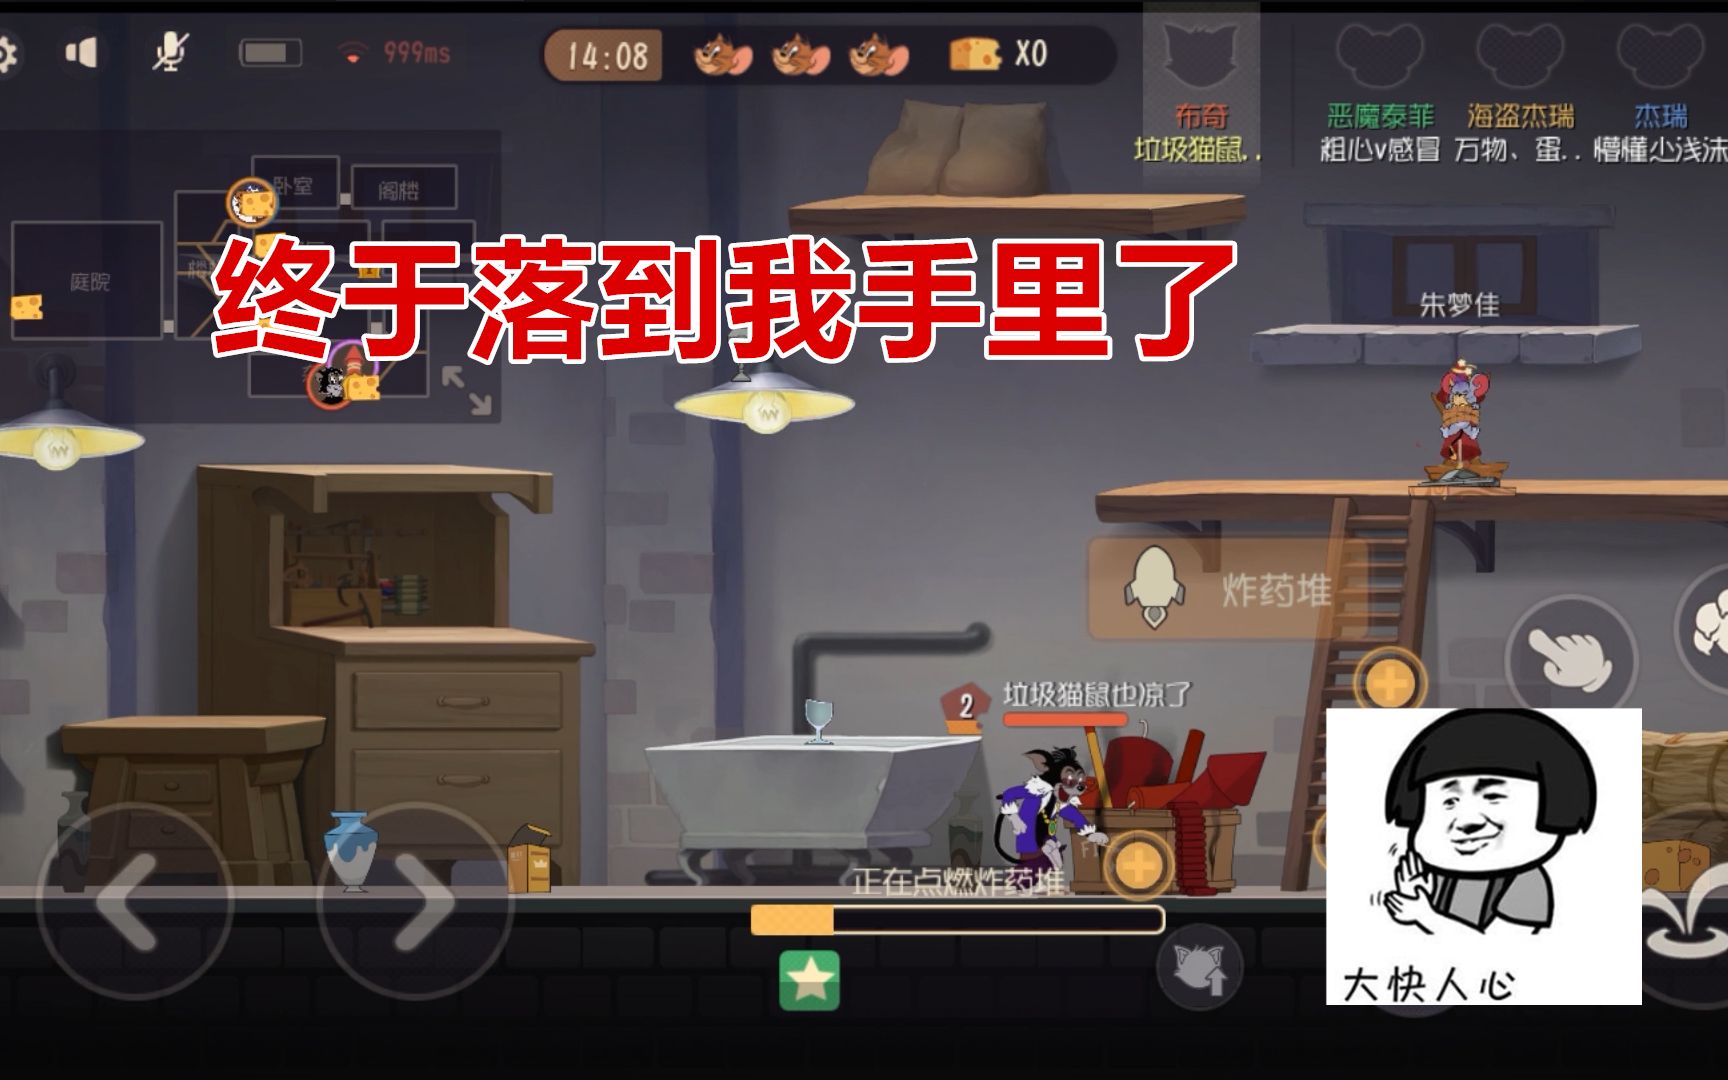 999ms
14:08
X0
布奇
垃圾猫鼠..
恶魔泰菲
海盗杰瑞
杰瑞
粗心v感冒
万物、蛋..
懵懂少浅沫
卧室
阁楼
庭院
终于落到我手里了
朱梦佳
炸药堆
2
垃圾猫鼠也凉了
正在点燃炸药堆
大快人心